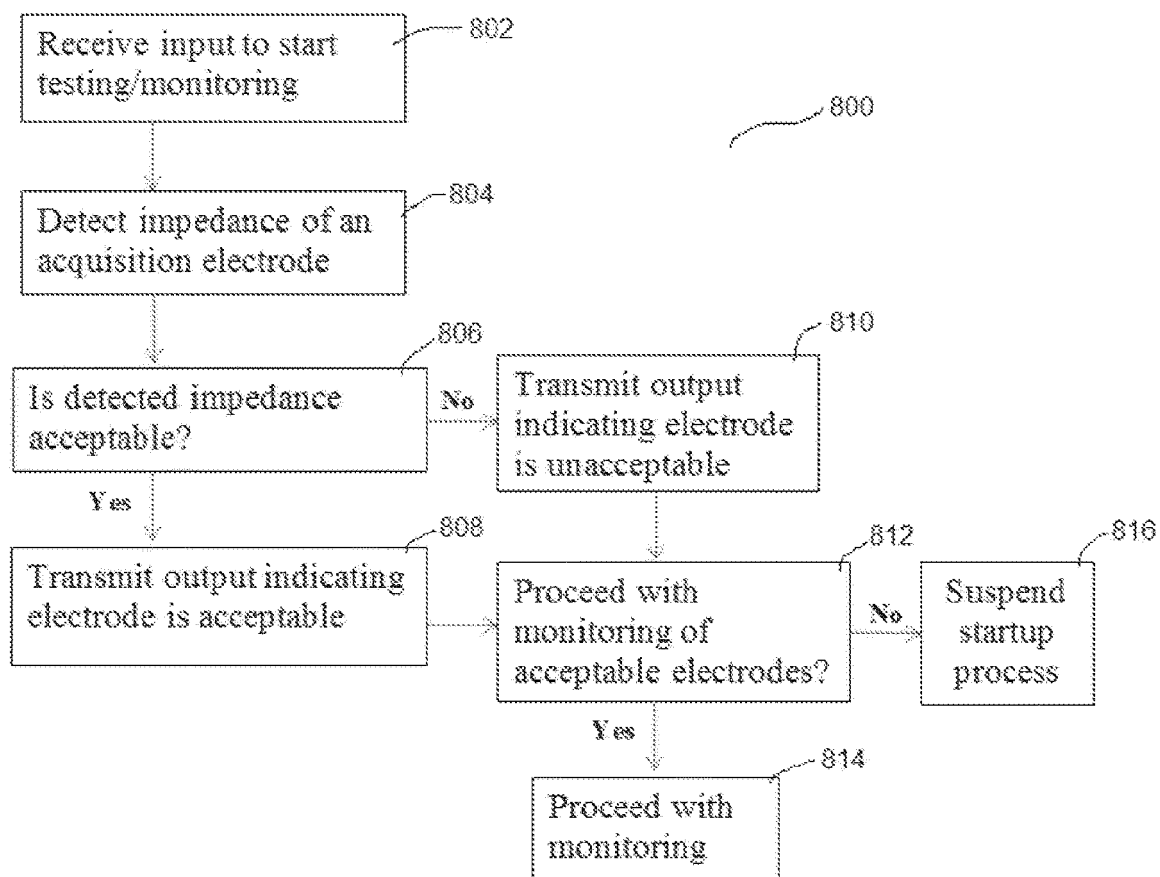 Receive input to start
testing/monitoring
802
800
Detect impedance of an
acquisition electrode
804
Is detected impedance
acceptable?
806
No
Transmit output
indicating electrode
is unacceptable
810
Yes
Transmit output indicating
electrode is acceptable
808
Proceed with
monitoring of
acceptable electrodes?
812
No
Suspend
startup
process
816
Yes
Proceed with
monitoring
814